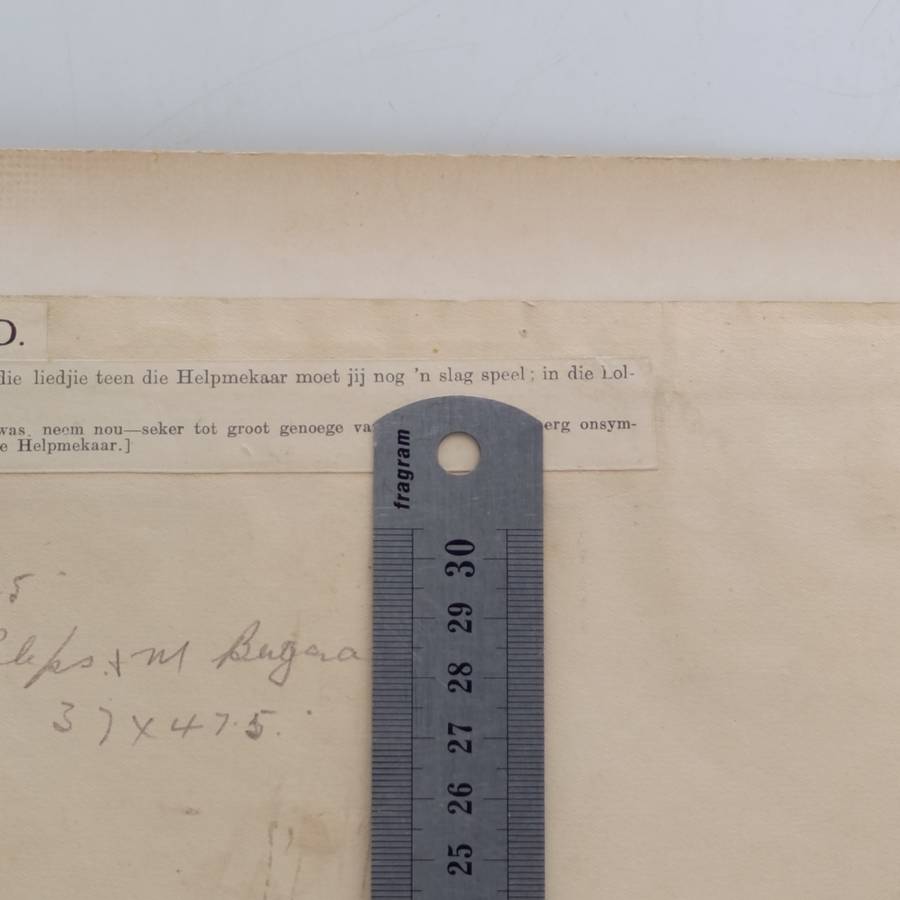 D.
die liedjie teen die Helpmekaar moet jij nog 'n slag speel; in die Lol-
was, neem nou—seker tot groot genoege va erg onsym-
e Helpmekaar.]
fragram
30
29
28
27
26
25
5
37 x 47.5.